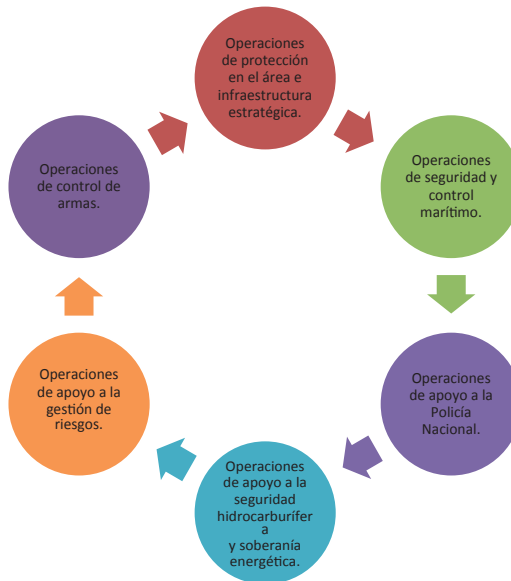 Operaciones
de protección
en el área e
infraestructura
estratégica.
Operaciones
de seguridad y
control
marítimo.
Operaciones
de apoyo a la
Policía
Nacional.
Operaciones
de apoyo a la
seguridad
hidrocarburífer
a
y soberanía
energética.
Operaciones
de apoyo a la
gestión de
riesgos.
Operaciones
de control de
armas.